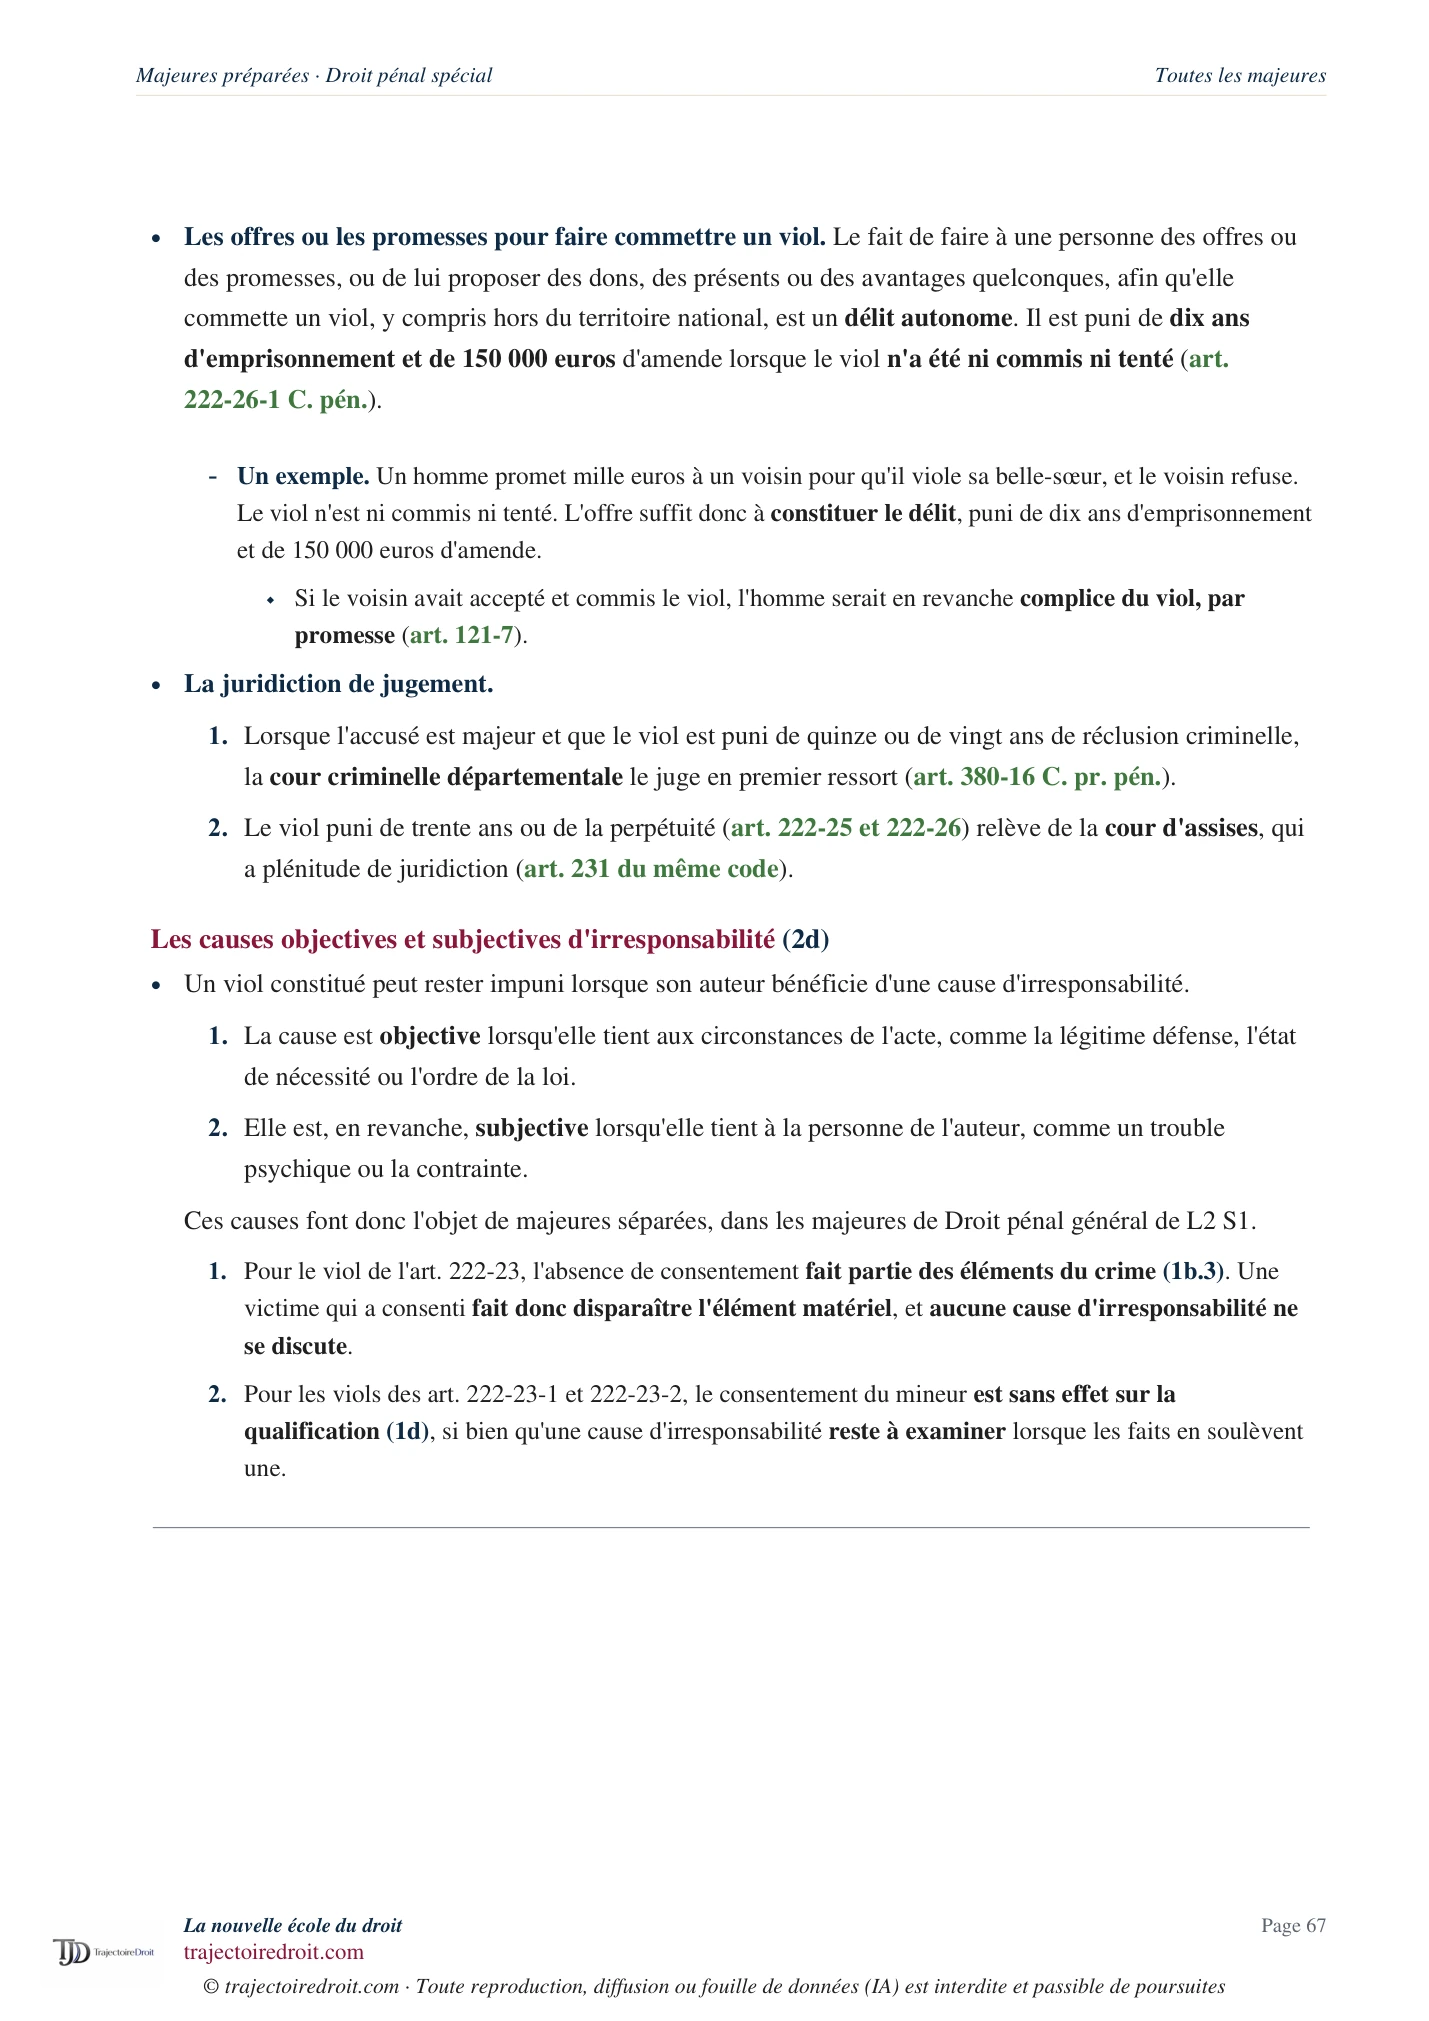 Majeures préparées · Droit pénal spécial
Toutes les majeures
• Les offres ou les promesses pour faire commettre un viol. Le fait de faire à une personne des offres ou
des promesses, ou de lui proposer des dons, des présents ou des avantages quelconques, afin qu'elle
commette un viol, y compris hors du territoire national, est un délit autonome. Il est puni de dix ans
d'emprisonnement et de 150 000 euros d'amende lorsque le viol n'a été ni commis ni tenté (art.
222-26-1 C. pén.).
- Un exemple. Un homme promet mille euros à un voisin pour qu'il viole sa belle-sœur, et le voisin refuse.
Le viol n'est ni commis ni tenté. L'offre suffit donc à constituer le délit, puni de dix ans d'emprisonnement
et de 150 000 euros d'amende.
⬩ Si le voisin avait accepté et commis le viol, l'homme serait en revanche complice du viol, par
promesse (art. 121-7).
• La juridiction de jugement.
1. Lorsque l'accusé est majeur et que le viol est puni de quinze ou de vingt ans de réclusion criminelle,
la cour criminelle départementale le juge en premier ressort (art. 380-16 C. pr. pén.).
2. Le viol puni de trente ans ou de la perpétuité (art. 222-25 et 222-26) relève de la cour d'assises, qui
a plénitude de juridiction (art. 231 du même code).
Les causes objectives et subjectives d'irresponsabilité (2d)
• Un viol constitué peut rester impuni lorsque son auteur bénéficie d'une cause d'irresponsabilité.
1. La cause est objective lorsqu'elle tient aux circonstances de l'acte, comme la légitime défense, l'état
de nécessité ou l'ordre de la loi.
2. Elle est, en revanche, subjective lorsqu'elle tient à la personne de l'auteur, comme un trouble
psychique ou la contrainte.
Ces causes font donc l'objet de majeures séparées, dans les majeures de Droit pénal général de L2 S1.
1. Pour le viol de l'art. 222-23, l'absence de consentement fait partie des éléments du crime (1b.3). Une
victime qui a consenti fait donc disparaître l'élément matériel, et aucune cause d'irresponsabilité ne
se discute.
2. Pour les viols des art. 222-23-1 et 222-23-2, le consentement du mineur est sans effet sur la
qualification (1d), si bien qu'une cause d'irresponsabilité reste à examiner lorsque les faits en soulèvent
une.
La nouvelle école du droit
Page 67
TJD TrajectoireDroit
trajectoiredroit.com
© trajectoiredroit.com · Toute reproduction, diffusion ou fouille de données (IA) est interdite et passible de poursuites